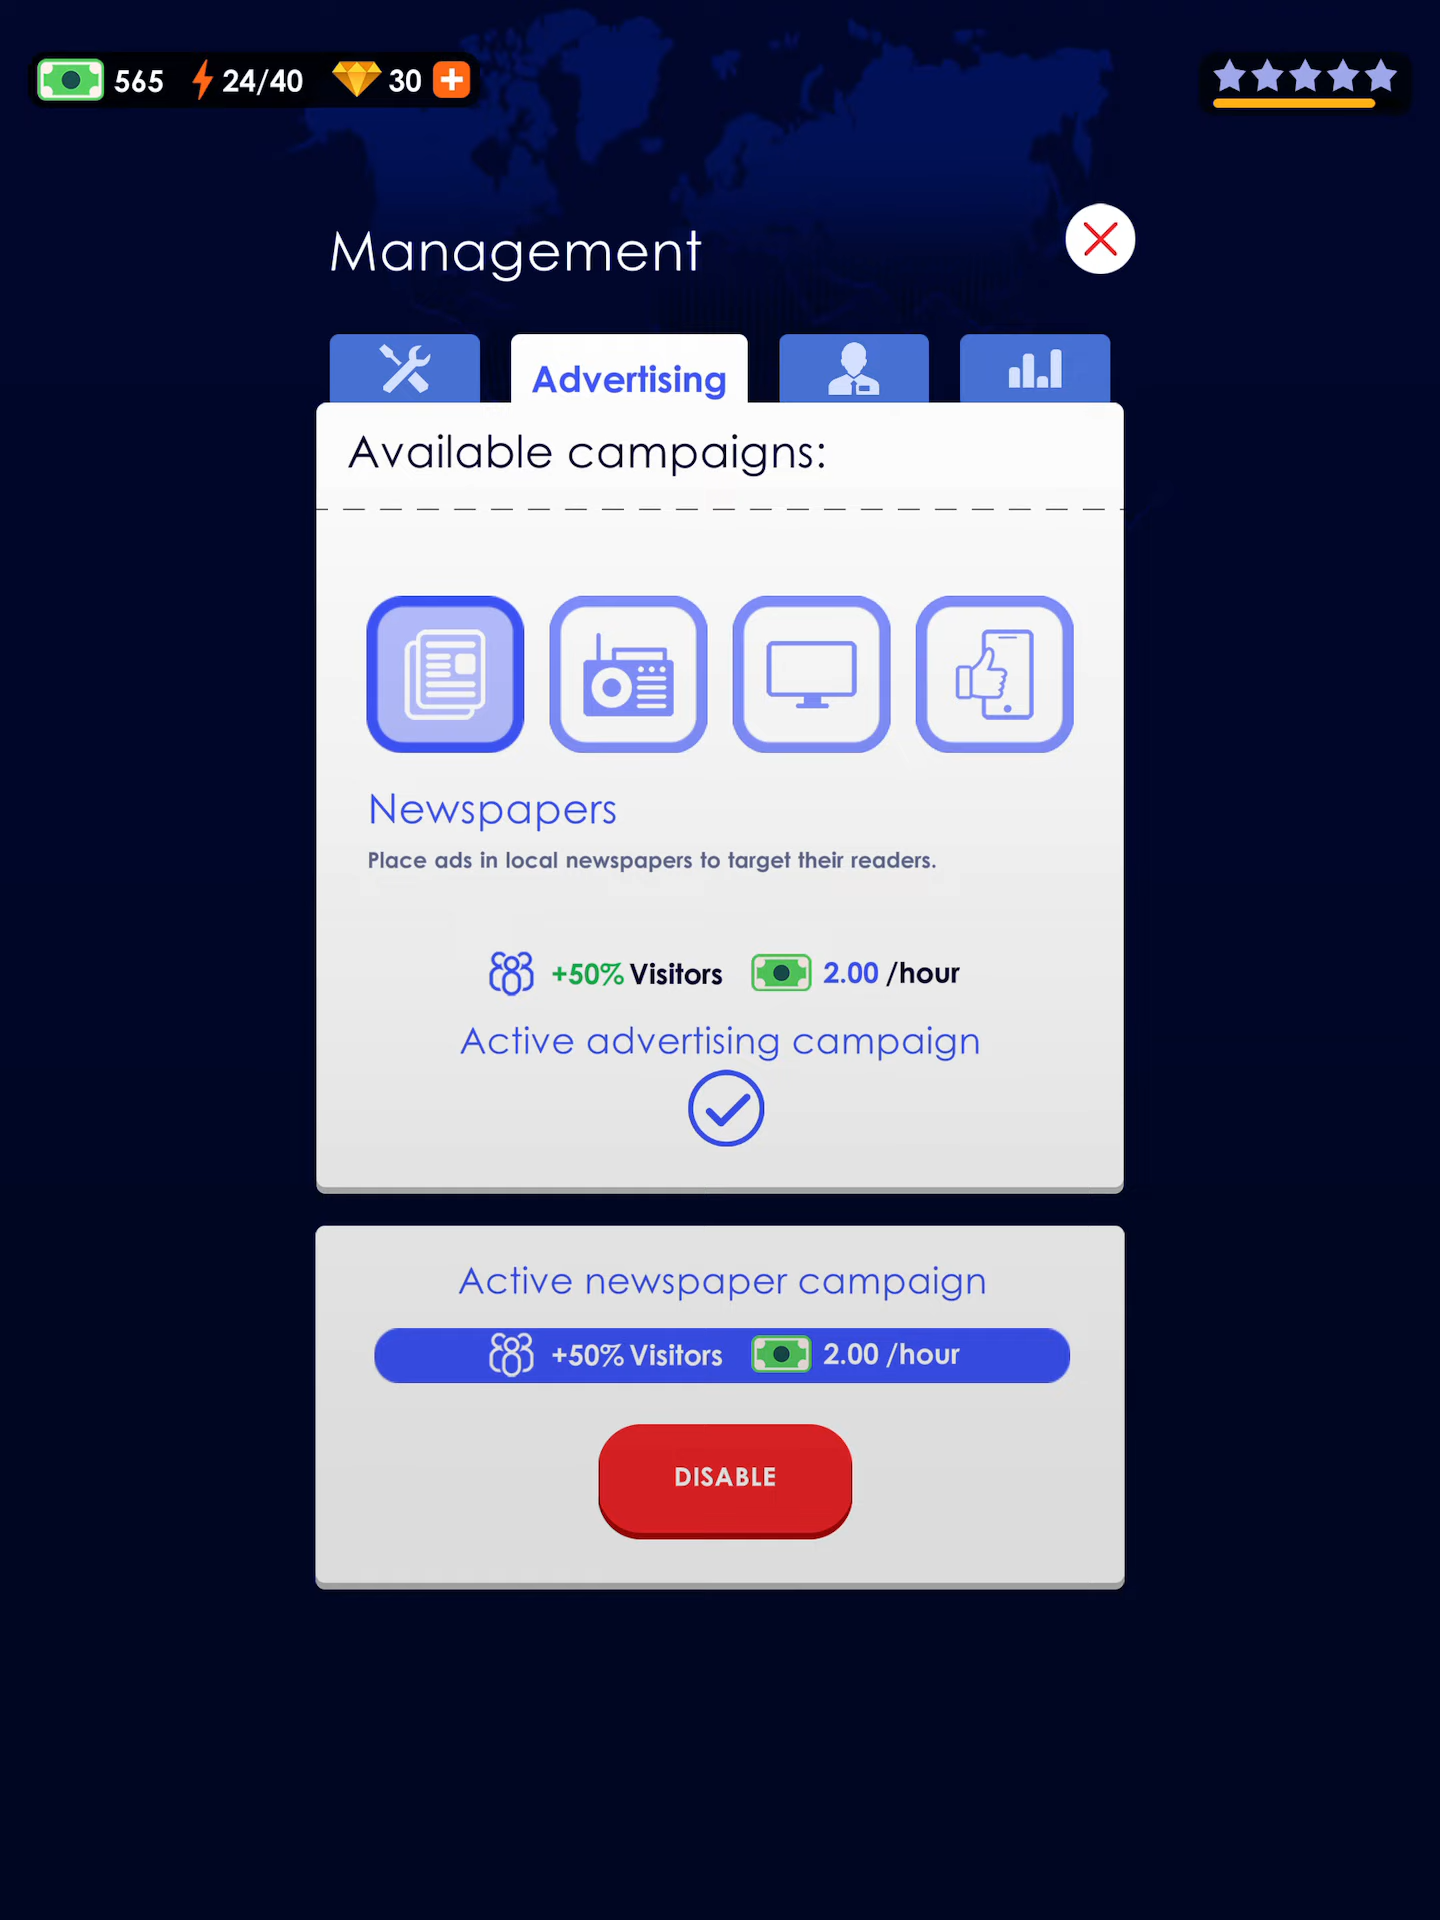 565 24/40 30
Management
Advertising
Available campaigns:
Newspapers
Place ads in local newspapers to target their readers.
+50% Visitors 2.00 /hour
Active advertising campaign
Active newspaper campaign
+50% Visitors 2.00 /hour
DISABLE